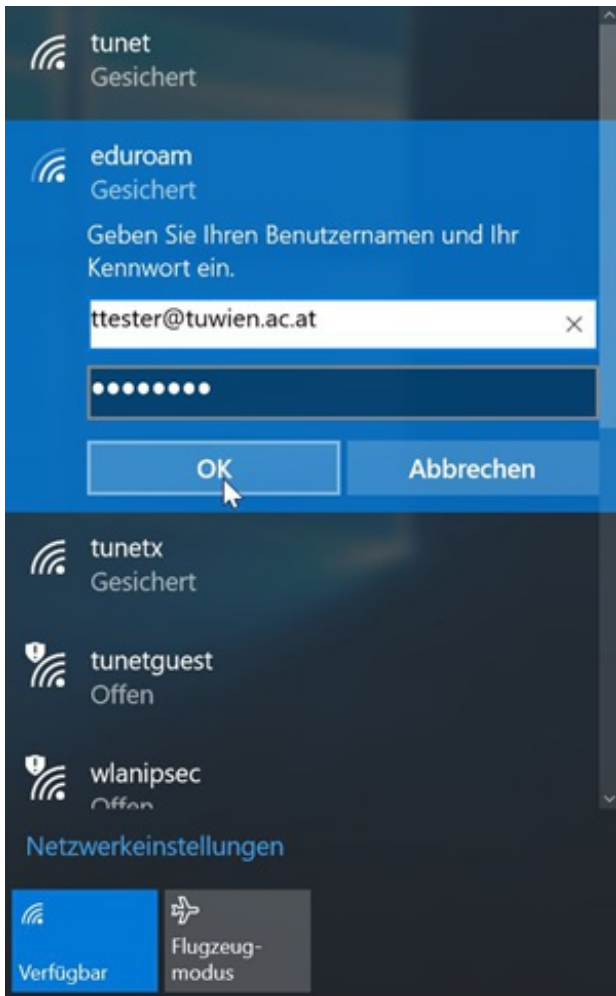 tunet
Gesichert
eduroam
Gesichert
Geben Sie Ihren Benutzernamen und Ihr
Kennwort ein.
ttester@tuwien.ac.at
••••••••
OK
Abbrechen
tunetx
Gesichert
tunetguest
Offen
wlanipsec
Offen
Netzwerkeinstellungen
Verfügbar
Flugzeug-
modus